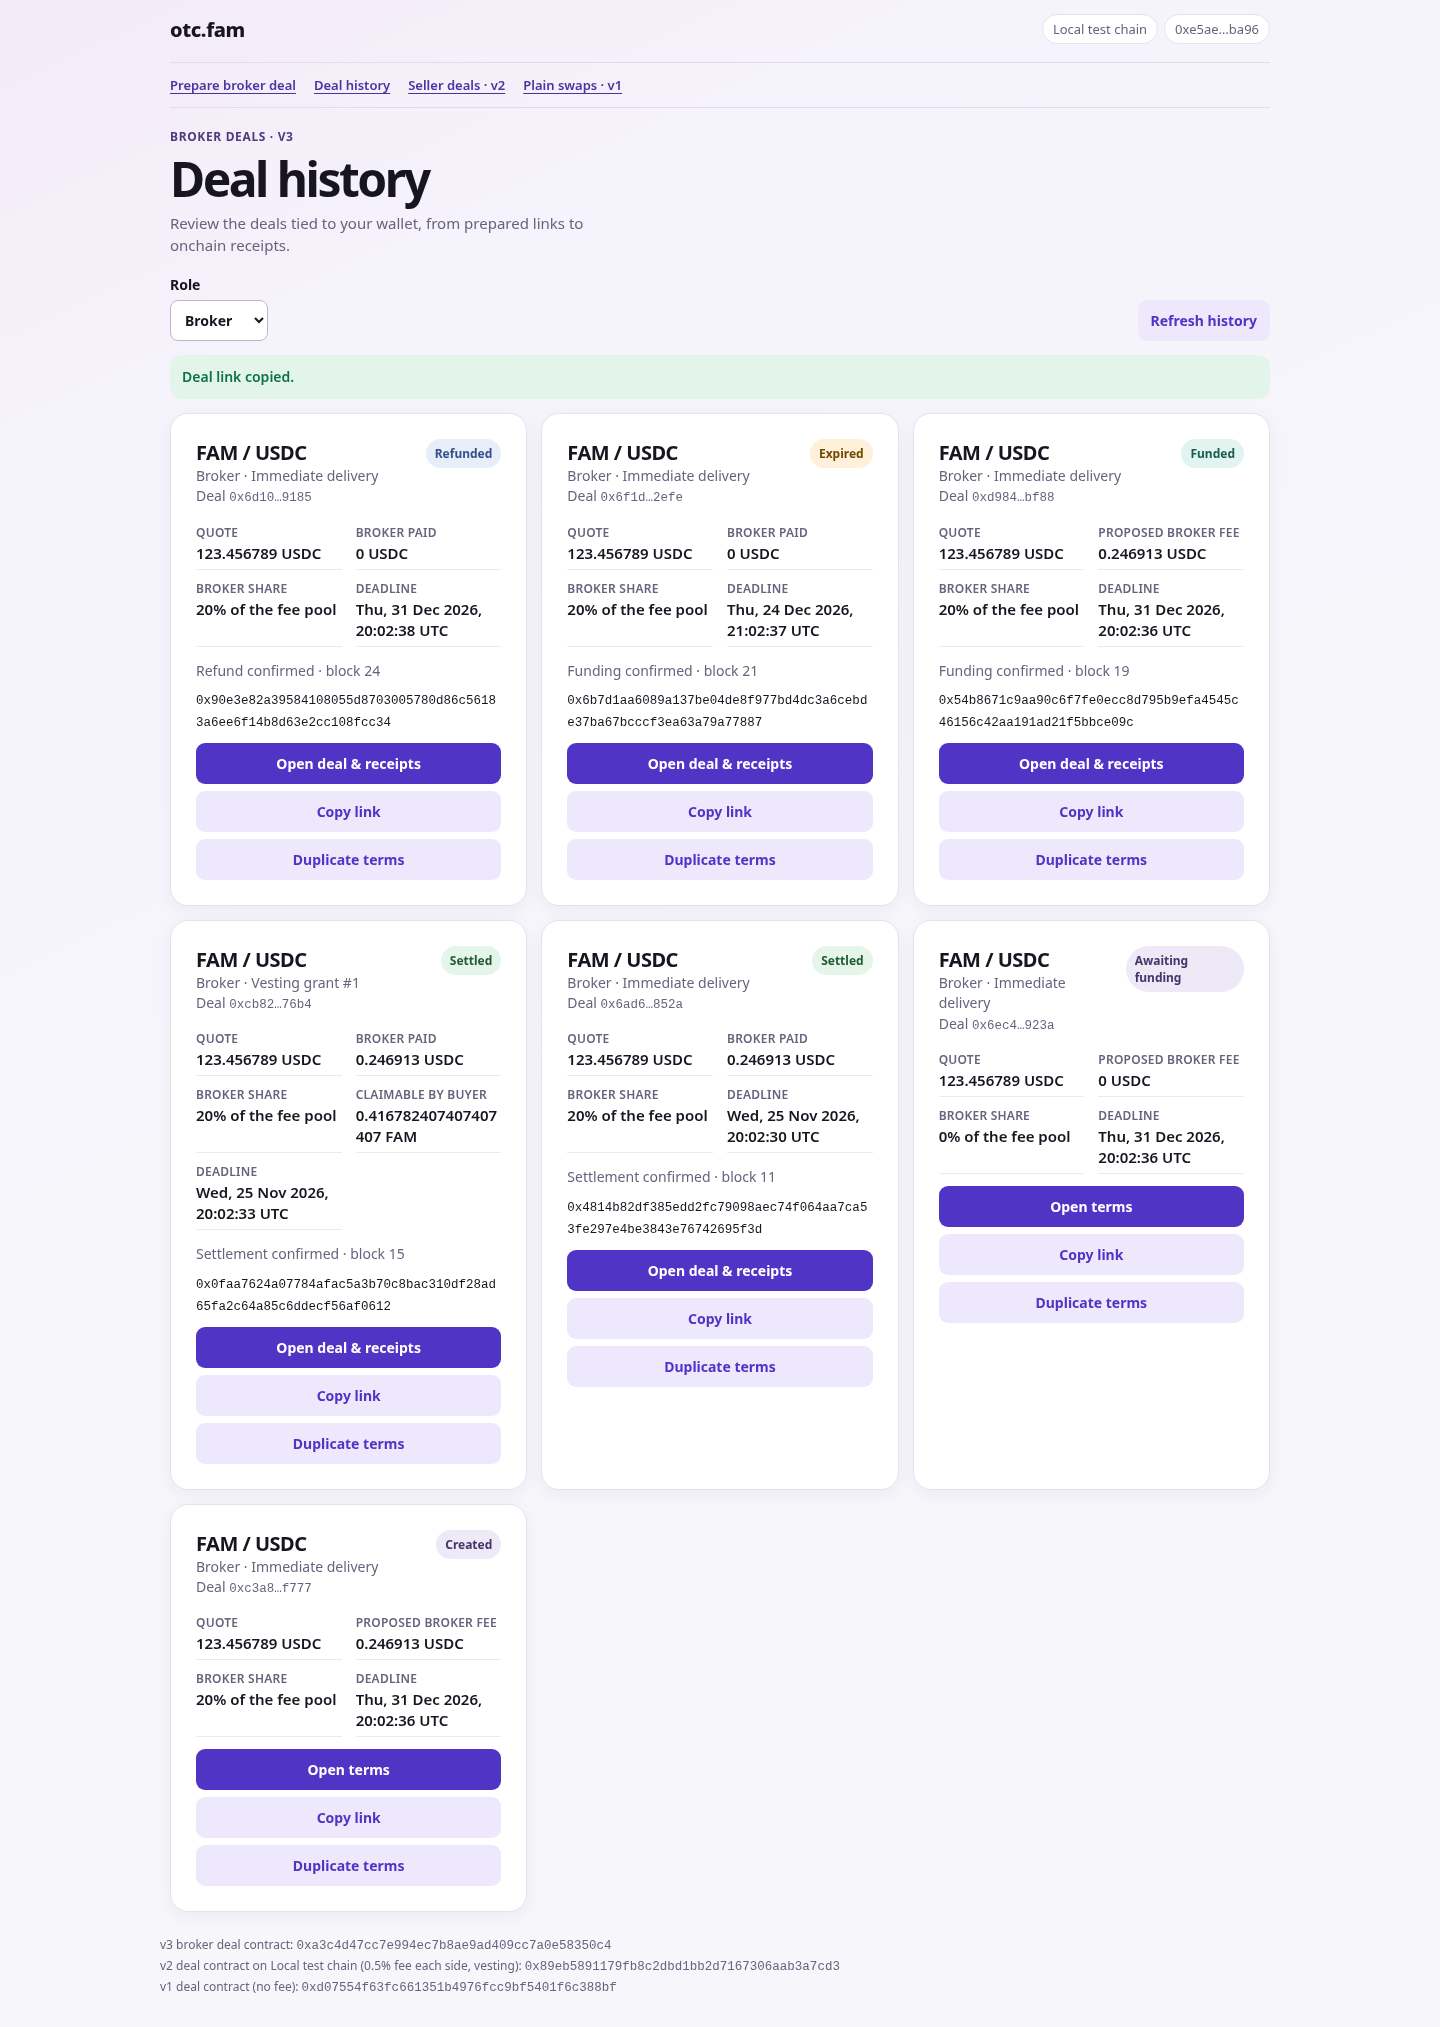 otc.fam
Local test chain
0xe5ae…ba96
Prepare broker deal
Deal history
Seller deals · v2
Plain swaps · v1
BROKER DEALS · V3
Deal history
Review the deals tied to your wallet, from prepared links to
onchain receipts.
Role
Broker
Refresh history
Deal link copied.
FAM / USDC
Refunded
Broker · Immediate delivery
Deal 0x6d10…9185
QUOTE
123.456789 USDC
BROKER PAID
0 USDC
BROKER SHARE
20% of the fee pool
DEADLINE
Thu, 31 Dec 2026,
20:02:38 UTC
Refund confirmed · block 24
0x90e3e82a39584108055d8703005780d86c5618
3a6ee6f14b8d63e2cc108fcc34
Open deal & receipts
Copy link
Duplicate terms
FAM / USDC
Expired
Broker · Immediate delivery
Deal 0x6f1d…2efe
QUOTE
123.456789 USDC
BROKER PAID
0 USDC
BROKER SHARE
20% of the fee pool
DEADLINE
Thu, 24 Dec 2026,
21:02:37 UTC
Funding confirmed · block 21
0x6b7d1aa6089a137be04de8f977bd4dc3a6cebd
e37ba67bcccf3ea63a79a77887
Open deal & receipts
Copy link
Duplicate terms
FAM / USDC
Funded
Broker · Immediate delivery
Deal 0xd984…bf88
QUOTE
123.456789 USDC
PROPOSED BROKER FEE
0.246913 USDC
BROKER SHARE
20% of the fee pool
DEADLINE
Thu, 31 Dec 2026,
20:02:36 UTC
Funding confirmed · block 19
0x54b8671c9aa90c6f7fe0ecc8d795b9efa4545c
46156c42aa191ad21f5bbce09c
Open deal & receipts
Copy link
Duplicate terms
FAM / USDC
Settled
Broker · Vesting grant #1
Deal 0xcb82…76b4
QUOTE
123.456789 USDC
BROKER PAID
0.246913 USDC
BROKER SHARE
20% of the fee pool
CLAIMABLE BY BUYER
0.416782407407407
407 FAM
DEADLINE
Wed, 25 Nov 2026,
20:02:33 UTC
Settlement confirmed · block 15
0x0faa7624a07784afac5a3b70c8bac310df28ad
65fa2c64a85c6ddecf56af0612
Open deal & receipts
Copy link
Duplicate terms
FAM / USDC
Settled
Broker · Immediate delivery
Deal 0x6ad6…852a
QUOTE
123.456789 USDC
BROKER PAID
0.246913 USDC
BROKER SHARE
20% of the fee pool
DEADLINE
Wed, 25 Nov 2026,
20:02:30 UTC
Settlement confirmed · block 11
0x4814b82df385edd2fc79098aec74f064aa7ca5
3fe297e4be3843e76742695f3d
Open deal & receipts
Copy link
Duplicate terms
FAM / USDC
Awaiting
funding
Broker · Immediate
delivery
Deal 0x6ec4…923a
QUOTE
123.456789 USDC
PROPOSED BROKER FEE
0 USDC
BROKER SHARE
0% of the fee pool
DEADLINE
Thu, 31 Dec 2026,
20:02:36 UTC
Open terms
Copy link
Duplicate terms
FAM / USDC
Created
Broker · Immediate delivery
Deal 0xc3a8…f777
QUOTE
123.456789 USDC
PROPOSED BROKER FEE
0.246913 USDC
BROKER SHARE
20% of the fee pool
DEADLINE
Thu, 31 Dec 2026,
20:02:36 UTC
Open terms
Copy link
Duplicate terms
v3 broker deal contract: 0xa3c4d47cc7e994ec7b8ae9ad409cc7a0e58350c4
v2 deal contract on Local test chain (0.5% fee each side, vesting): 0x89eb5891179fb8c2dbd1bb2d7167306aab3a7cd3
v1 deal contract (no fee): 0xd07554f63fc661351b4976fcc9bf5401f6c388bf